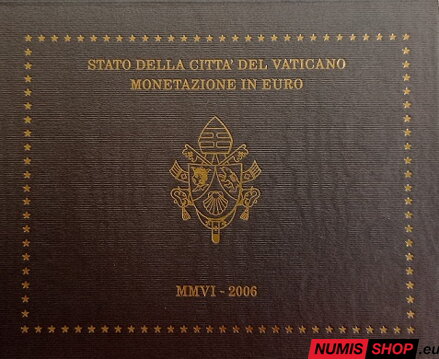 STATO DELLA CITTA' DEL VATICANO
MONETAZIONE IN EURO
MMVI - 2006
NUMIS SHOP.eu